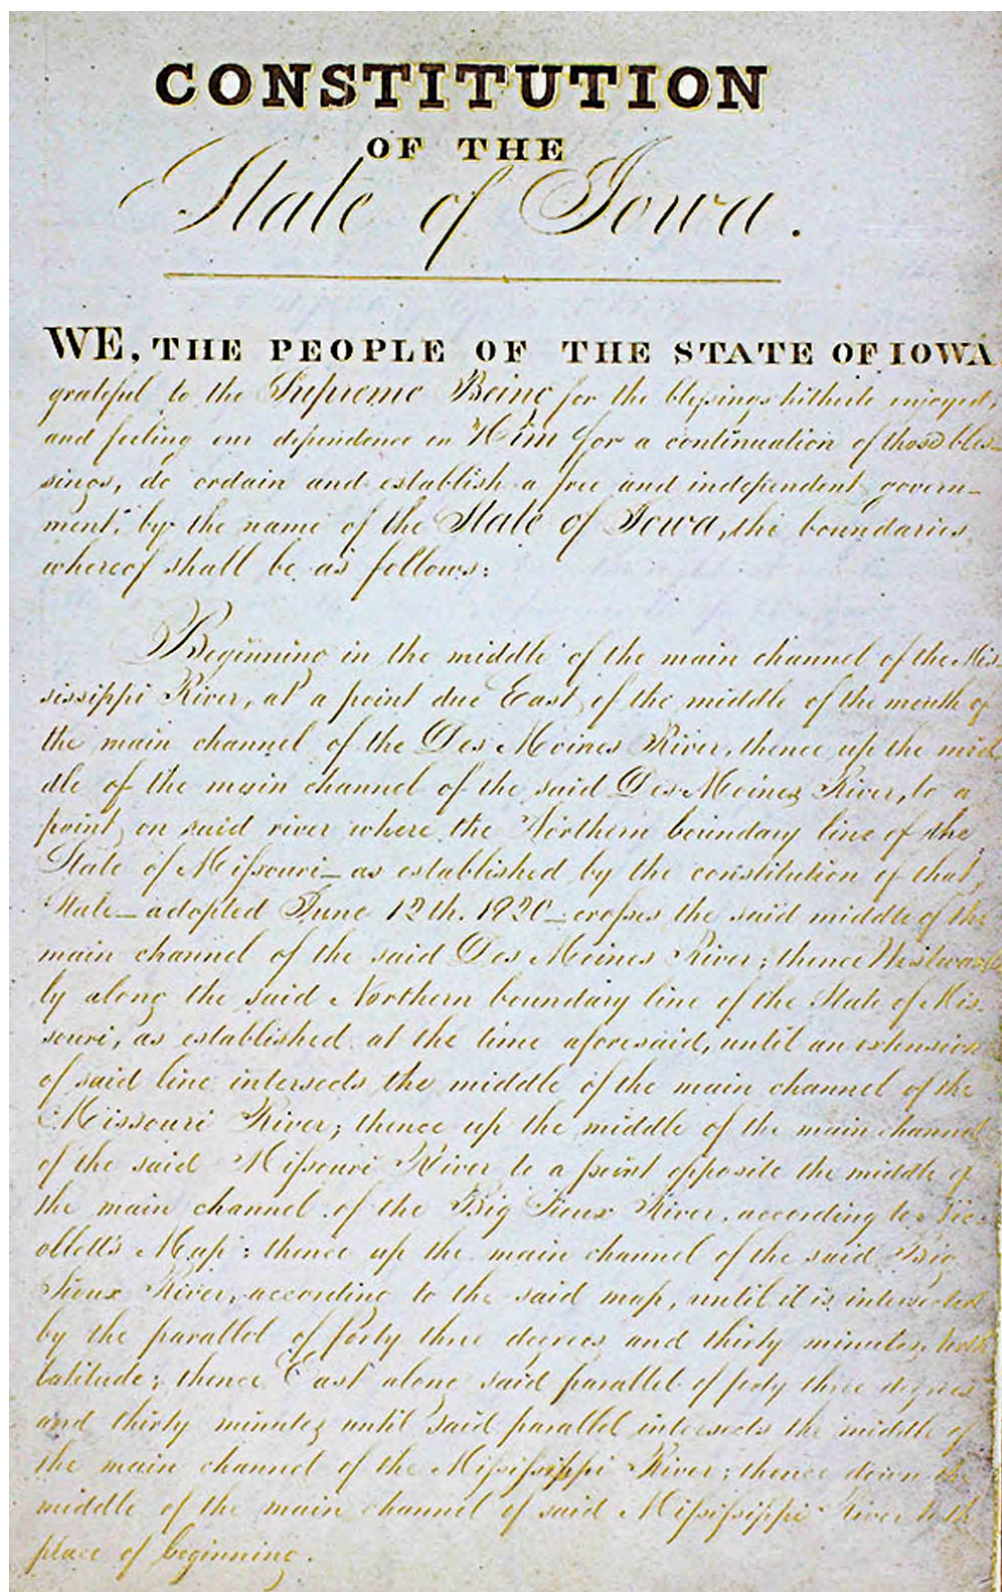 CONSTITUTION
OF THE
State of Iowa.
WE, THE PEOPLE OF THE STATE OF IOWA
grateful to the Supreme Being for the blessings hitherto enjoyed,
and feeling our dependence on Him for a continuation of those bles-
sings, do ordain and establish a free and independent govern-
ment, by the name of the State of Iowa, the boundaries
whereof shall be as follows:
Beginning in the middle of the main channel of the Mis-
sissippi River, at a point due East of the middle of the mouth of
the main channel of the Des Moines River, thence up the mid
dle of the main channel of the said Des Moines River, to a
point on said river where the Northern boundary line of the
State of Missouri— as established by the constitution of that
State— adopted June 12th. 1820— crosses the said middle of the
main channel of the said Des Moines River; thence Westward
ly along the said Northern boundary line of the State of Mis-
souri, as established at the time aforesaid, until an extension
of said line intersects the middle of the main channel of the
Missouri River; thence up the middle of the main channel
of the said Missouri River to a point opposite the middle of
the main channel of the Big Sioux River, according to Nic-
ollett's Map: thence up the main channel of the said Big
Sioux River, according to the said map, until it is intersected
by the parallel of forty three degrees and thirty minutes North
latitude; thence East along said parallel of forty three degrees
and thirty minutes until said parallel intersects the middle of
the main channel of the Mississippi River; thence down the
middle of the main channel of said Mississippi River to the
place of beginning.